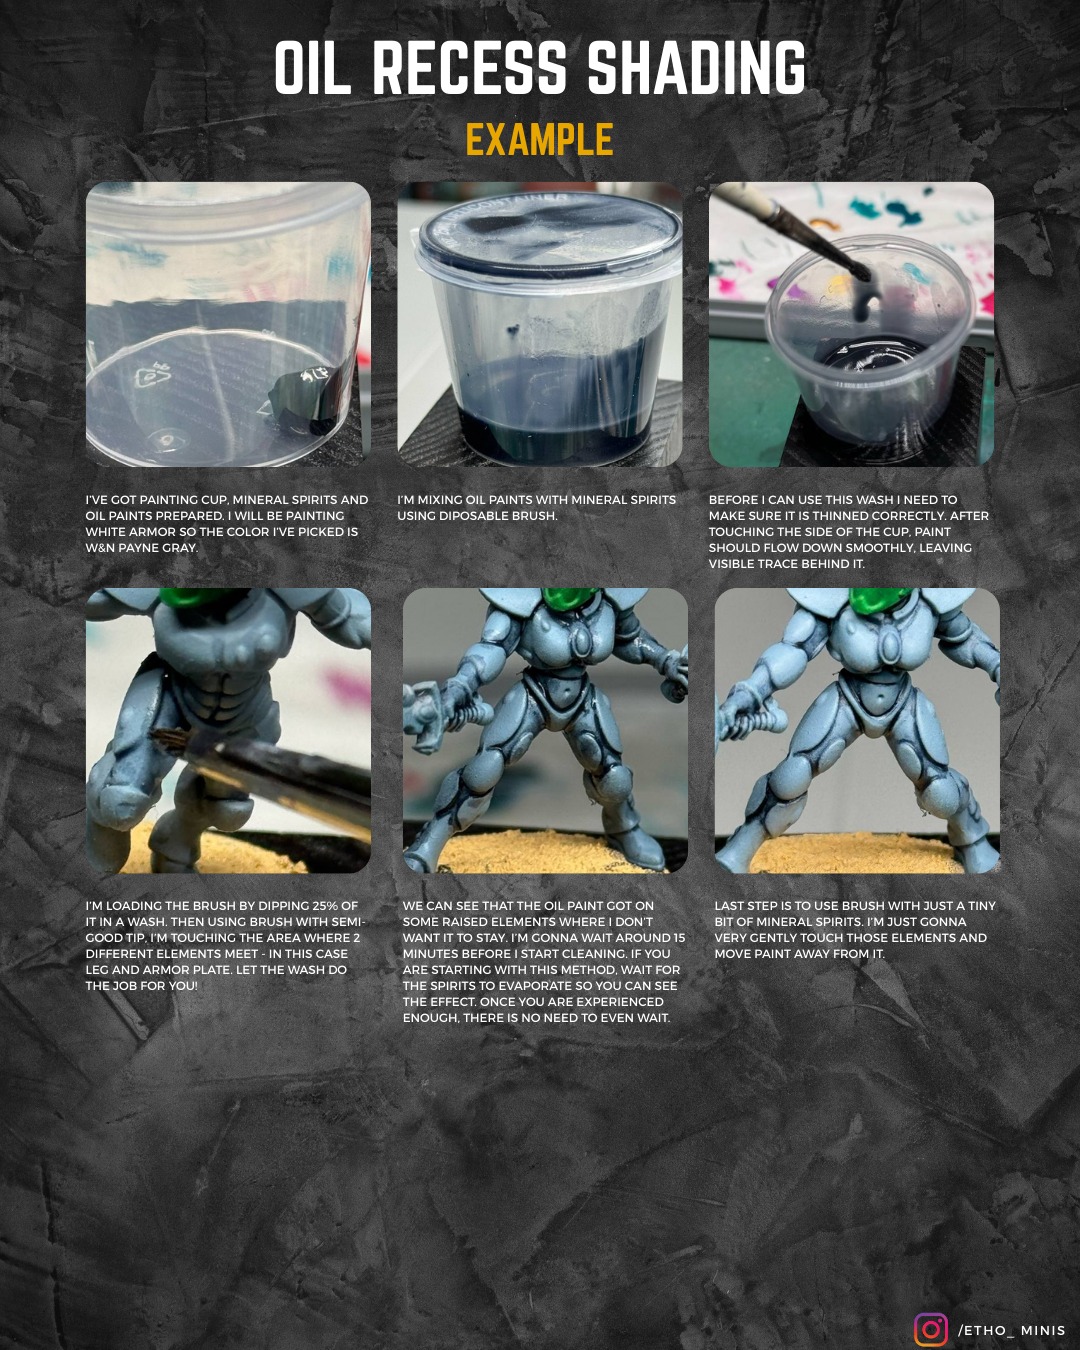 OIL RECESS SHADING
EXAMPLE
I'VE GOT PAINTING CUP, MINERAL SPIRITS AND
OIL PAINTS PREPARED. I WILL BE PAINTING
WHITE ARMOR SO THE COLOR I'VE PICKED IS
W&N PAYNE GRAY.
I'M MIXING OIL PAINTS WITH MINERAL SPIRITS
USING DIPOSABLE BRUSH.
BEFORE I CAN USE THIS WASH I NEED TO
MAKE SURE IT IS THINNED CORRECTLY. AFTER
TOUCHING THE SIDE OF THE CUP, PAINT
SHOULD FLOW DOWN SMOOTHLY, LEAVING
VISIBLE TRACE BEHIND IT.
I'M LOADING THE BRUSH BY DIPPING 25% OF
IT IN A WASH. THEN USING BRUSH WITH SEMI-
GOOD TIP, I'M TOUCHING THE AREA WHERE 2
DIFFERENT ELEMENTS MEET - IN THIS CASE
LEG AND ARMOR PLATE. LET THE WASH DO
THE JOB FOR YOU!
WE CAN SEE THAT THE OIL PAINT GOT ON
SOME RAISED ELEMENTS WHERE I DON'T
WANT IT TO STAY. I'M GONNA WAIT AROUND 15
MINUTES BEFORE I START CLEANING. IF YOU
ARE STARTING WITH THIS METHOD, WAIT FOR
THE SPIRITS TO EVAPORATE SO YOU CAN SEE
THE EFFECT. ONCE YOU ARE EXPERIENCED
ENOUGH, THERE IS NO NEED TO EVEN WAIT.
LAST STEP IS TO USE BRUSH WITH JUST A TINY
BIT OF MINERAL SPIRITS. I'M JUST GONNA
VERY GENTLY TOUCH THOSE ELEMENTS AND
MOVE PAINT AWAY FROM IT.
/ETHO_ MINIS